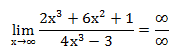 lim x→∞ (2x³ + 6x² + 1)/(4x³ − 3) = ∞/∞